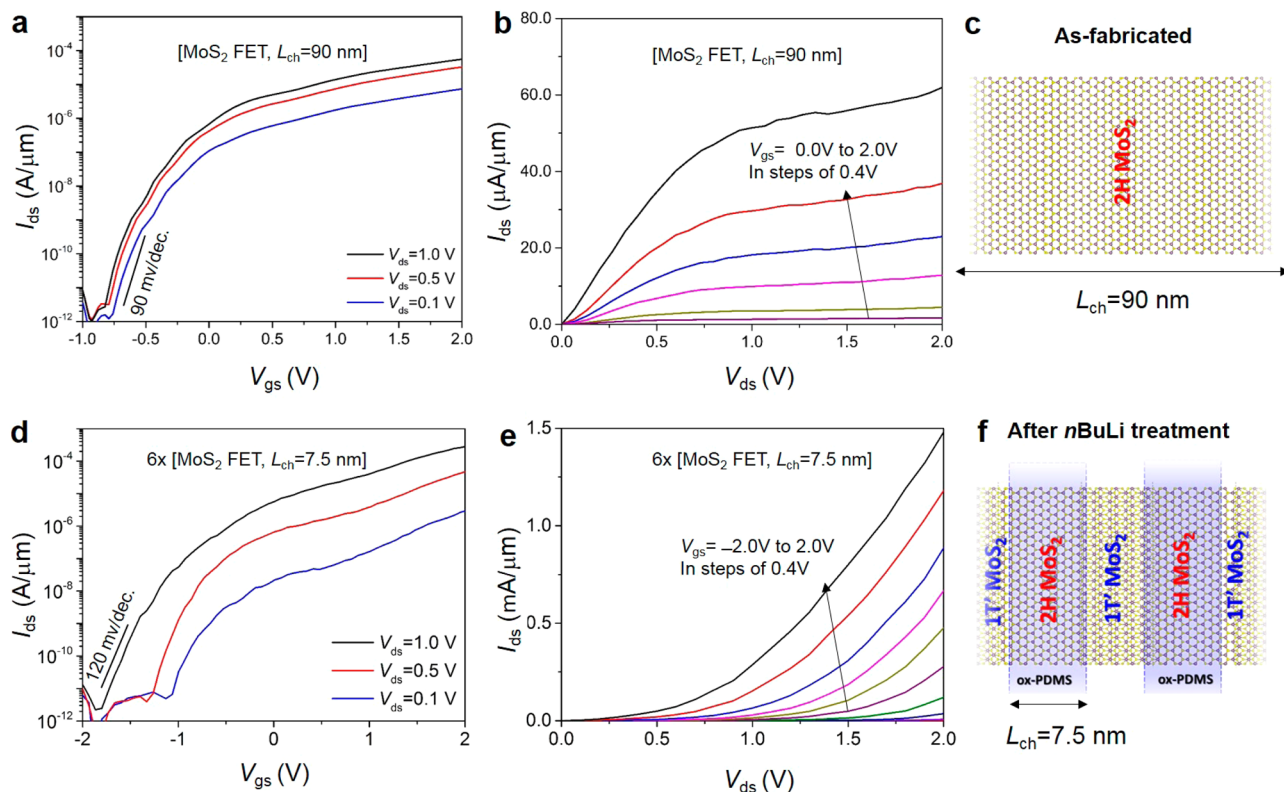 a
[MoS₂ FET, Lch=90 nm]
Ids (A/μm)
10⁻⁴
10⁻⁶
10⁻⁸
10⁻¹⁰
10⁻¹²
90 mv/dec.
Vds=1.0 V
Vds=0.5 V
Vds=0.1 V
-1.0 -0.5 0.0 0.5 1.0 1.5 2.0
Vgs (V)
b
[MoS₂ FET, Lch=90 nm]
Ids (μA/μm)
80.0
60.0
40.0
20.0
0.0
Vgs= 0.0V to 2.0V
In steps of 0.4V
0.0 0.5 1.0 1.5 2.0
Vds (V)
c
As-fabricated
2H MoS₂
Lch=90 nm
d
6x [MoS₂ FET, Lch=7.5 nm]
Ids (A/μm)
10⁻⁴
10⁻⁶
10⁻⁸
10⁻¹⁰
10⁻¹²
120 mv/dec.
Vds=1.0 V
Vds=0.5 V
Vds=0.1 V
-2 -1 0 1 2
Vgs (V)
e
6x [MoS₂ FET, Lch=7.5 nm]
Ids (mA/μm)
1.5
1.0
0.5
0.0
Vgs= –2.0V to 2.0V
In steps of 0.4V
0.0 0.5 1.0 1.5 2.0
Vds (V)
f
After nBuLi treatment
1T' MoS₂
2H MoS₂
1T' MoS₂
2H MoS₂
1T' MoS₂
ox-PDMS
ox-PDMS
Lch=7.5 nm